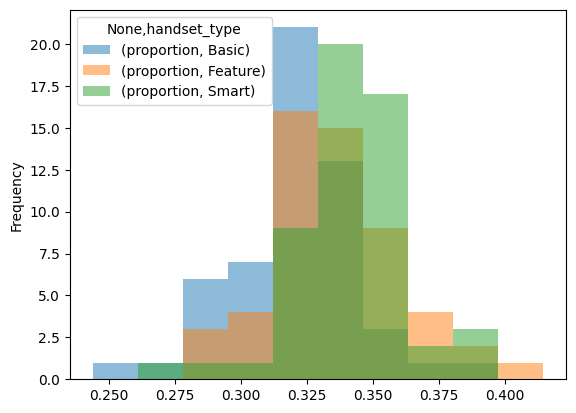 None,handset_type
(proportion, Basic)
(proportion, Feature)
(proportion, Smart)
Frequency
20.0
17.5
15.0
12.5
10.0
7.5
5.0
2.5
0.0
0.250 0.275 0.300 0.325 0.350 0.375 0.400